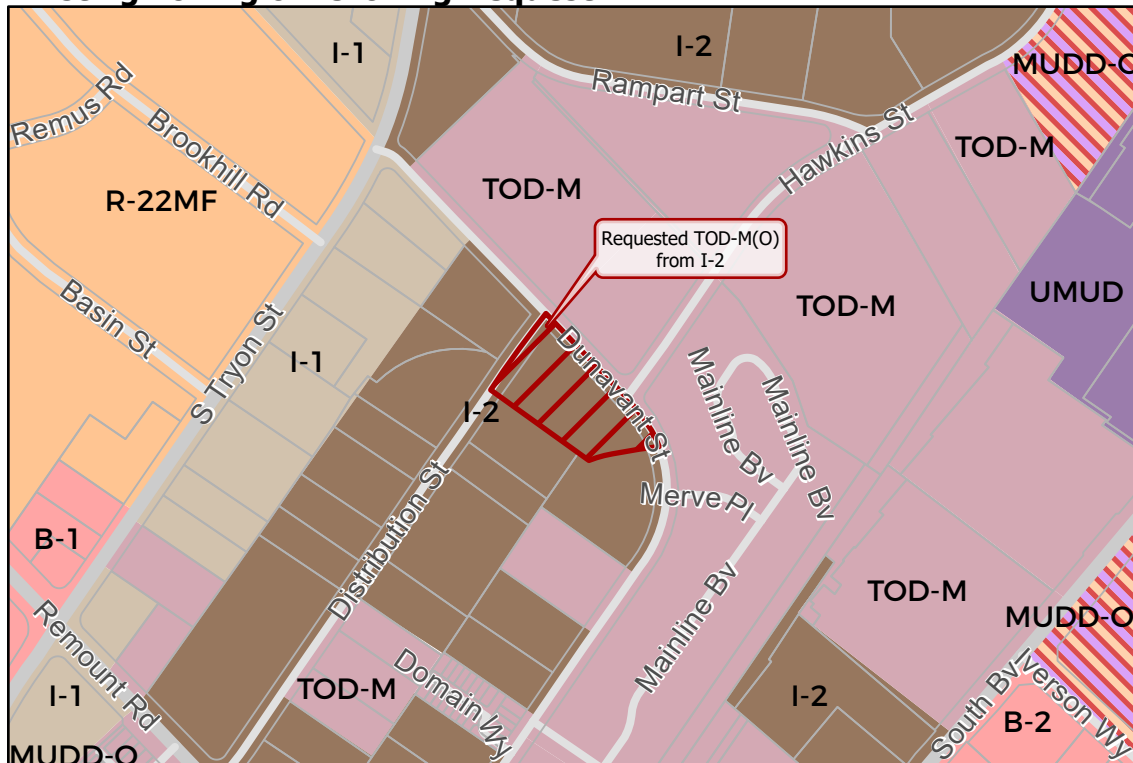 I-1
I-2
MUDD-O
Remus Rd
Brookhill Rd
Rampart St
Hawkins St
TOD-M
R-22MF
TOD-M
Requested TOD-M(O)
from I-2
Basin St
S Tryon St
I-1
TOD-M
UMUD
Dunavant St
Mainline Bv
Mainline Bv
I-2
Merve Pl
B-1
Distribution St
Mainline Bv
TOD-M
MUDD-O
Remount Rd
Domain Wy
TOD-M
I-1
I-2
South Bv
Iverson Wy
B-2
MUDD-O